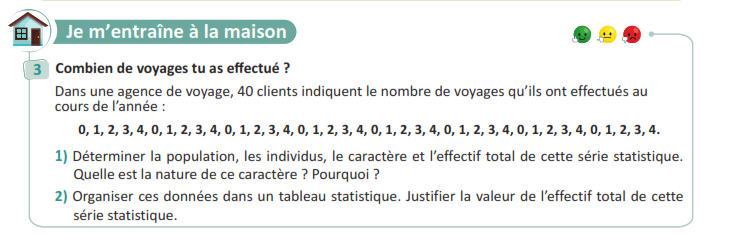 Je m'entraîne à la maison
3 Combien de voyages tu as effectué ?
Dans une agence de voyage, 40 clients indiquent le nombre de voyages qu'ils ont effectués au
cours de l'année :
0, 1, 2, 3, 4, 0, 1, 2, 3, 4, 0, 1, 2, 3, 4, 0, 1, 2, 3, 4, 0, 1, 2, 3, 4, 0, 1, 2, 3, 4, 0, 1, 2, 3, 4, 0, 1, 2, 3, 4.
1) Déterminer la population, les individus, le caractère et l'effectif total de cette série statistique.
Quelle est la nature de ce caractère ? Pourquoi ?
2) Organiser ces données dans un tableau statistique. Justifier la valeur de l'effectif total de cette
série statistique.